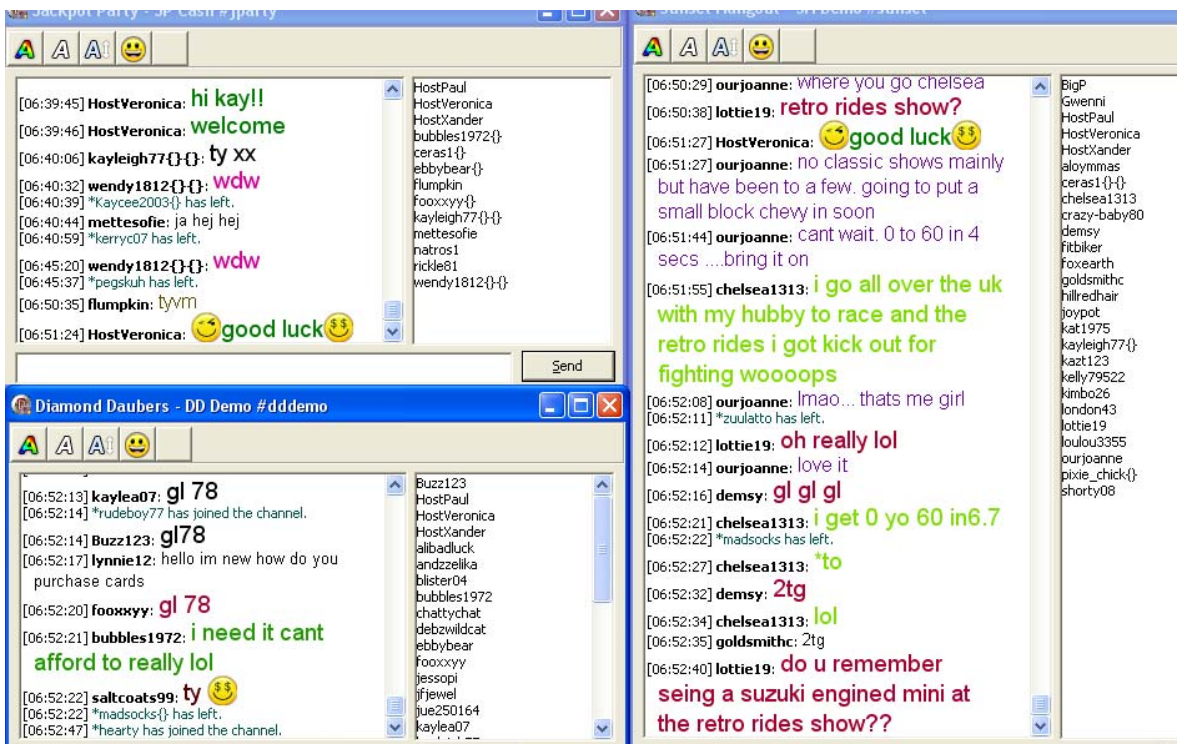 Jackpot Party - JP Cash #jparty
[06:39:45] HostVeronica: hi kay!!
[06:39:46] HostVeronica: welcome
[06:40:06] kayleigh77{}{}: ty xx
[06:40:32] wendy1812{}{}: wdw
[06:40:39] *Kaycee2003{} has left.
[06:40:44] mettesofie: ja hej hej
[06:40:59] *kerryc07 has left.
[06:45:20] wendy1812{}{}: wdw
[06:45:37] *pegskuh has left.
[06:50:35] flumpkin: tyvm
[06:51:24] HostVeronica: good luck
HostPaul
HostVeronica
HostXander
bubbles1972{}
ceras1{}
ebbybear{}
flumpkin
fooxxyy{}
kayleigh77{}{}
mettesofie
natros1
rickle81
wendy1812{}{}
Send
Diamond Daubers - DD Demo #dddemo
[06:52:13] kaylea07: gl 78
[06:52:14] *rudeboy77 has joined the channel.
[06:52:14] Buzz123: gl78
[06:52:17] lynnie12: hello im new how do you
purchase cards
[06:52:20] fooxxyy: gl 78
[06:52:21] bubbles1972: i need it cant
afford to really lol
[06:52:22] saltcoats99: ty
[06:52:22] *madsocks{} has left.
[06:52:47] *hearty has joined the channel.
Buzz123
HostPaul
HostVeronica
HostXander
alibadluck
andzzelika
blister04
bubbles1972
chattychat
debzwildcat
ebbybear
fooxxyy
jessopi
jfjewel
jue250164
kaylea07
Sunset Hangout - SH Demo #sunset
[06:50:29] ourjoanne: where you go chelsea
[06:50:38] lottie19: retro rides show?
[06:51:27] HostVeronica: good luck
[06:51:27] ourjoanne: no classic shows mainly
but have been to a few. going to put a
small block chevy in soon
[06:51:44] ourjoanne: cant wait. 0 to 60 in 4
secs ....bring it on
[06:51:55] chelsea1313: i go all over the uk
with my hubby to race and the
retro rides i got kick out for
fighting woooops
[06:52:08] ourjoanne: lmao... thats me girl
[06:52:11] *zuulatto has left.
[06:52:12] lottie19: oh really lol
[06:52:14] ourjoanne: love it
[06:52:16] demsy: gl gl gl
[06:52:21] chelsea1313: i get 0 yo 60 in6.7
[06:52:22] *madsocks has left.
[06:52:27] chelsea1313: *to
[06:52:32] demsy: 2tg
[06:52:34] chelsea1313: lol
[06:52:35] goldsmithc: 2tg
[06:52:40] lottie19: do u remember
seing a suzuki engined mini at
the retro rides show??
BigP
Gwenni
HostPaul
HostVeronica
HostXander
aloymmas
ceras1{}{}
chelsea1313
crazy-baby80
demsy
fitbiker
foxearth
goldsmithc
hillredhair
joypot
kat1975
kayleigh77{}
kazt123
kelly79522
kimbo26
london43
lottie19
loulou3355
ourjoanne
pixie_chick{}
shorty08